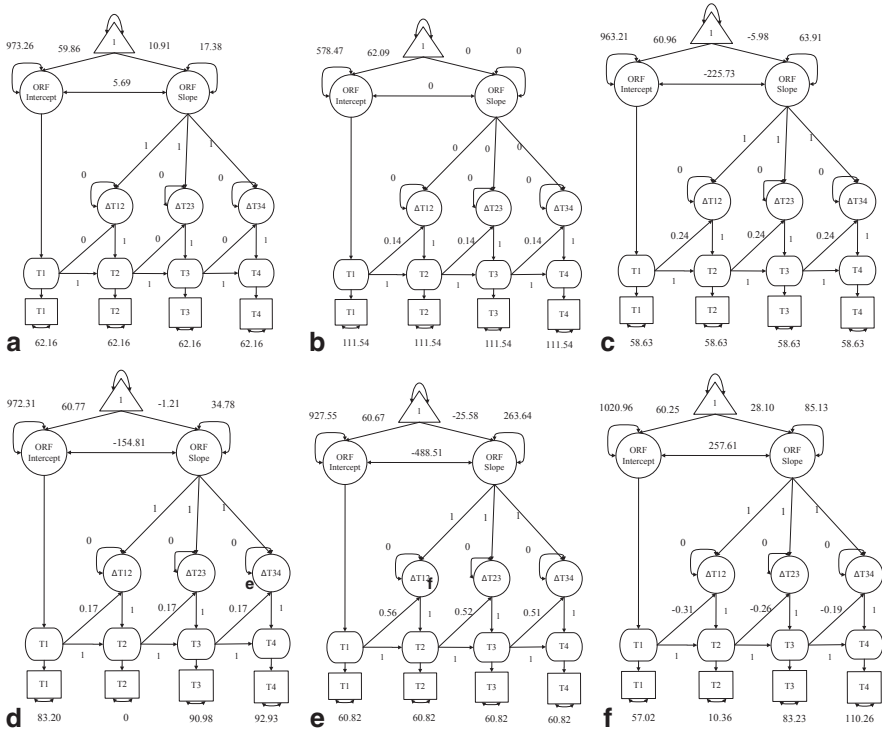 973.26 59.86 1 10.91 17.38
ORF Intercept 5.69 ORF Slope
1 1 1
0 0 0
ΔT12 ΔT23 ΔT34
0 1 0 1 0 1
T1 T2 T3 T4
1 1 1
T1 T2 T3 T4
a 62.16 62.16 62.16 62.16
578.47 62.09 1 0 0
ORF Intercept 0 ORF Slope
0 0 0
0 0 0
ΔT12 ΔT23 ΔT34
0.14 1 0.14 1 0.14 1
T1 T2 T3 T4
1 1 1
T1 T2 T3 T4
b 111.54 111.54 111.54 111.54
963.21 60.96 1 -5.98 63.91
ORF Intercept -225.73 ORF Slope
1 1 1
0 0 0
ΔT12 ΔT23 ΔT34
0.24 1 0.24 1 0.24 1
T1 T2 T3 T4
1 1 1
T1 T2 T3 T4
c 58.63 58.63 58.63 58.63
972.31 60.77 1 -1.21 34.78
ORF Intercept -154.81 ORF Slope
1 1 1
0 0 0
ΔT12 ΔT23 e ΔT34
0.17 1 0.17 1 0.17 1
T1 T2 T3 T4
1 1 1
T1 T2 T3 T4
d 83.20 0 90.98 92.93
927.55 60.67 1 -25.58 263.64
ORF Intercept -488.51 ORF Slope
1 1 1
0 0 0
ΔT12 f ΔT23 ΔT34
0.56 1 0.52 1 0.51 1
T1 T2 T3 T4
1 1 1
T1 T2 T3 T4
e 60.82 60.82 60.82 60.82
1020.96 60.25 1 28.10 85.13
ORF Intercept 257.61 ORF Slope
1 1 1
0 0 0
ΔT12 ΔT23 ΔT34
-0.31 1 -0.26 1 -0.19 1
T1 T2 T3 T4
1 1 1
T1 T2 T3 T4
f 57.02 10.36 83.23 110.26